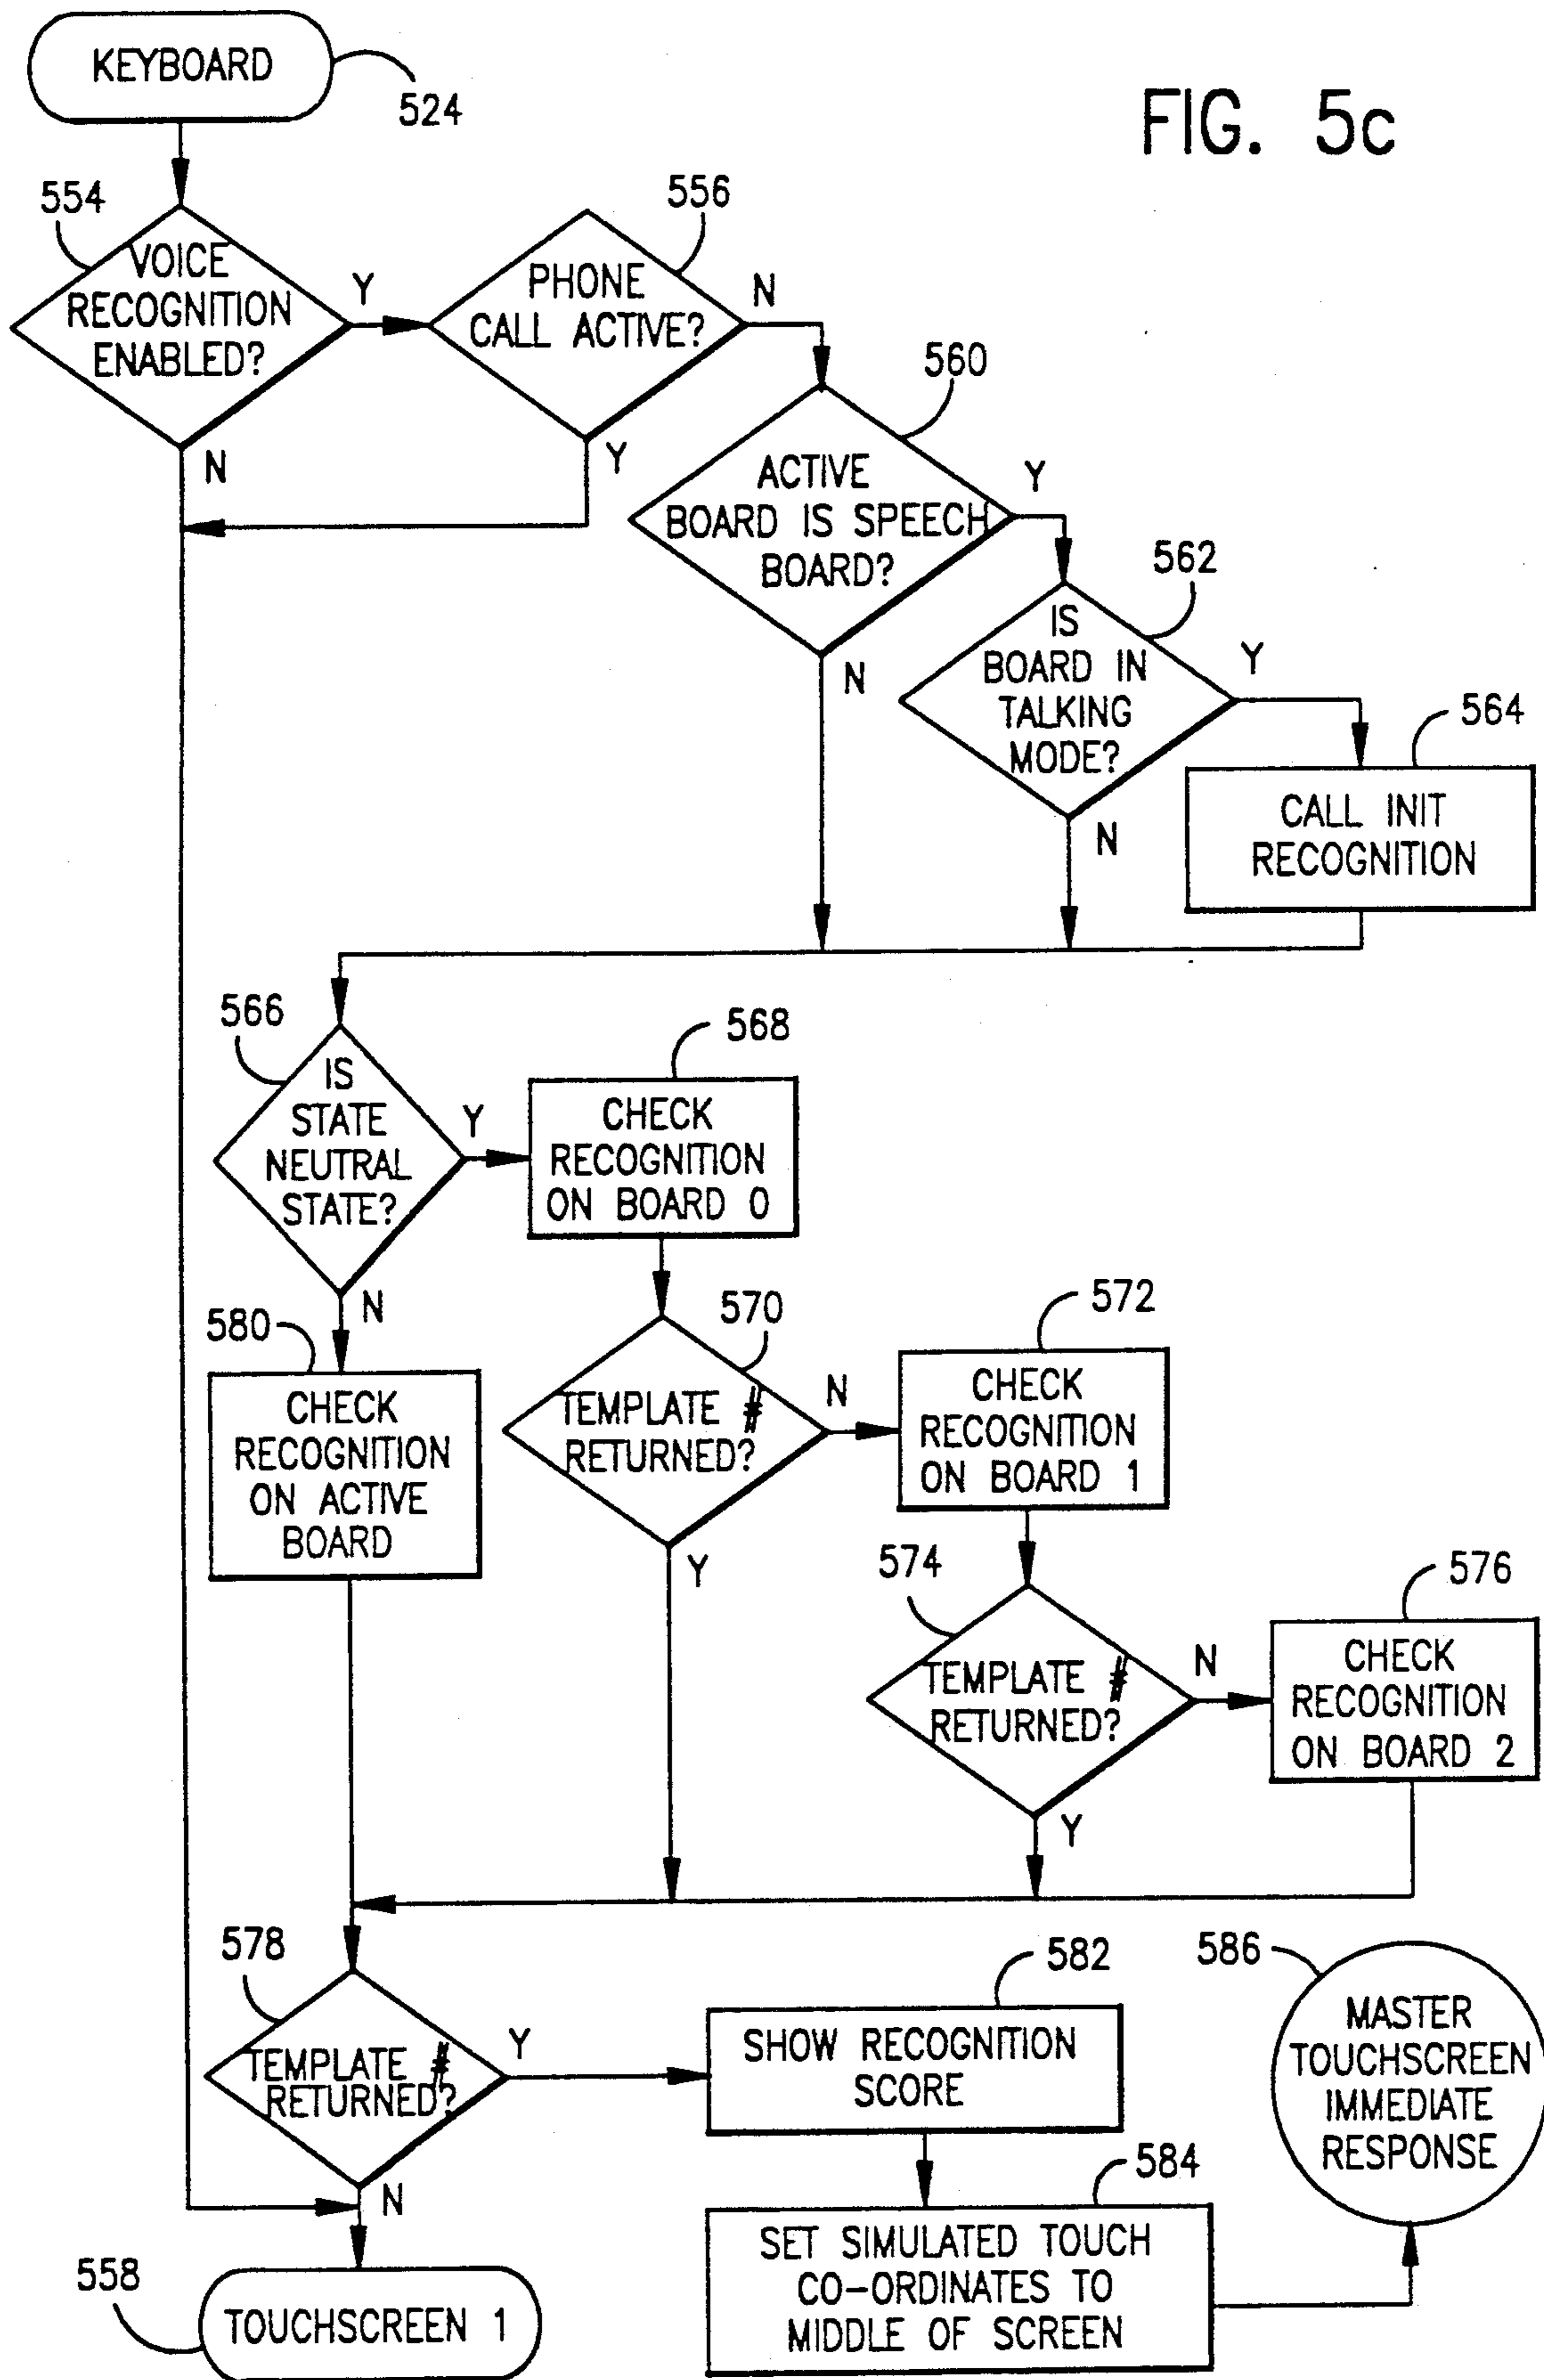 KEYBOARD
524
FIG. 5c
554
VOICE
RECOGNITION
ENABLED?
Y
N
556
PHONE
CALL ACTIVE?
N
Y
560
ACTIVE
BOARD IS SPEECH
BOARD?
Y
N
562
IS
BOARD IN
TALKING
MODE?
Y
N
564
CALL INIT
RECOGNITION
566
IS
STATE
NEUTRAL
STATE?
Y
N
568
CHECK
RECOGNITION
ON BOARD 0
570
TEMPLATE #
RETURNED?
N
Y
572
CHECK
RECOGNITION
ON BOARD 1
580
CHECK
RECOGNITION
ON ACTIVE
BOARD
574
TEMPLATE #
RETURNED?
N
Y
576
CHECK
RECOGNITION
ON BOARD 2
578
TEMPLATE #
RETURNED?
Y
N
582
SHOW RECOGNITION
SCORE
584
SET SIMULATED TOUCH
CO-ORDINATES TO
MIDDLE OF SCREEN
586
MASTER
TOUCHSCREEN
IMMEDIATE
RESPONSE
558
TOUCHSCREEN 1